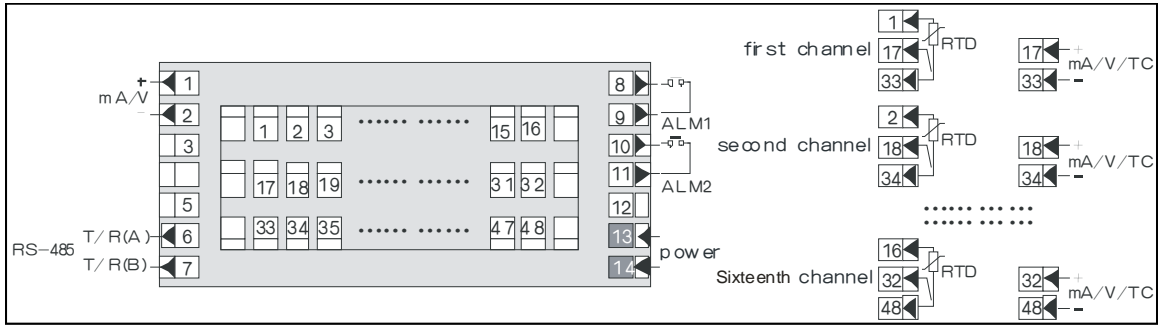 + 1 8
mA/V
- 2 9 ALM1
3 1 2 3 ...... ...... 15 16 10
17 18 19 ...... ...... 31 32 11 ALM2
5 12
33 34 35 ...... ...... 47 48
RS-485 T/R(A) 6 13
power
T/R(B) 7 14
1
first channel 17 RTD 17 + mA/V/TC
33 33 -
2
second channel 18 RTD 18 + mA/V/TC
34 34 -
...... ... ...
...... ... ...
16
Sixteenth channel 32 RTD 32 + mA/V/TC
48 48 -